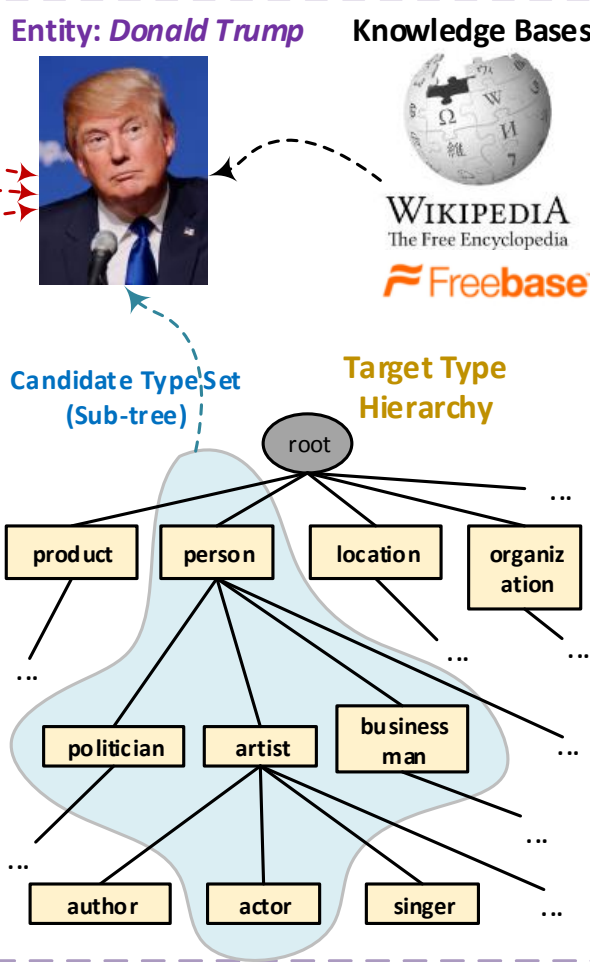 Entity: Donald Trump
Knowledge Bases
WIKIPEDIA
The Free Encyclopedia
Freebase
Candidate Type Set
(Sub-tree)
Target Type
Hierarchy
root
...
product
person
location
organiz
ation
...
...
...
politician
artist
business
man
...
...
...
author
actor
singer
...